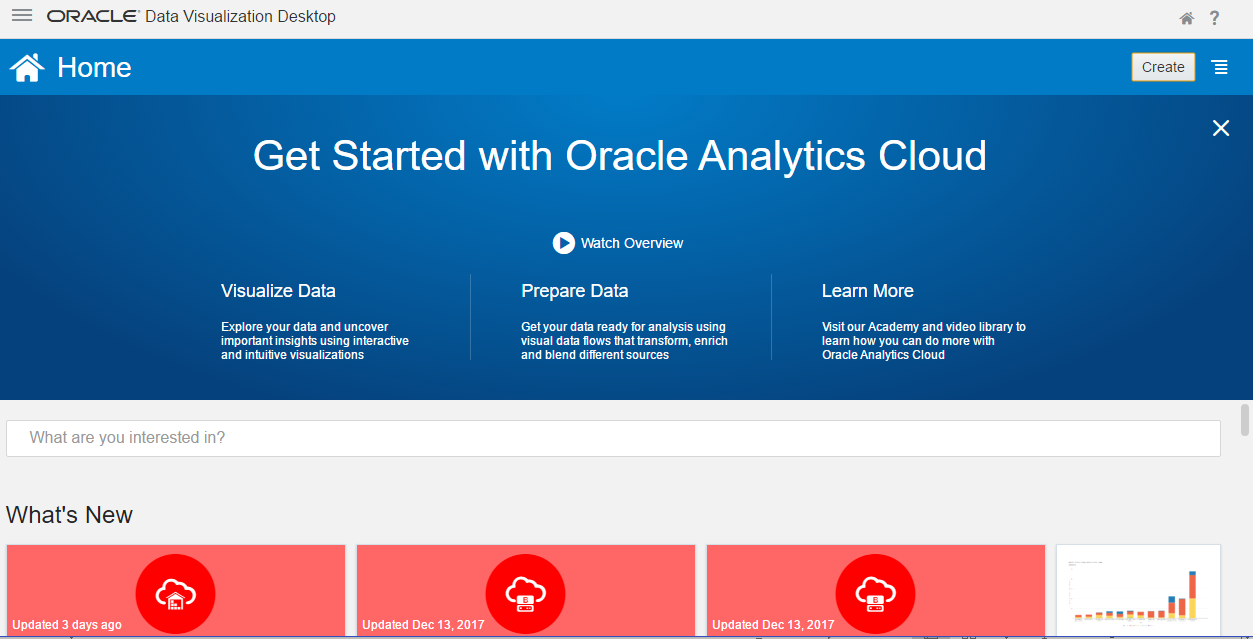 ORACLE Data Visualization Desktop
?
Home
Create
Get Started with Oracle Analytics Cloud
Watch Overview
Visualize Data
Explore your data and uncover
important insights using interactive
and intuitive visualizations
Prepare Data
Get your data ready for analysis using
visual data flows that transform, enrich
and blend different sources
Learn More
Visit our Academy and video library to
learn how you can do more with
Oracle Analytics Cloud
What are you interested in?
What's New
Updated 3 days ago
B
Updated Dec 13, 2017
B
Updated Dec 13, 2017